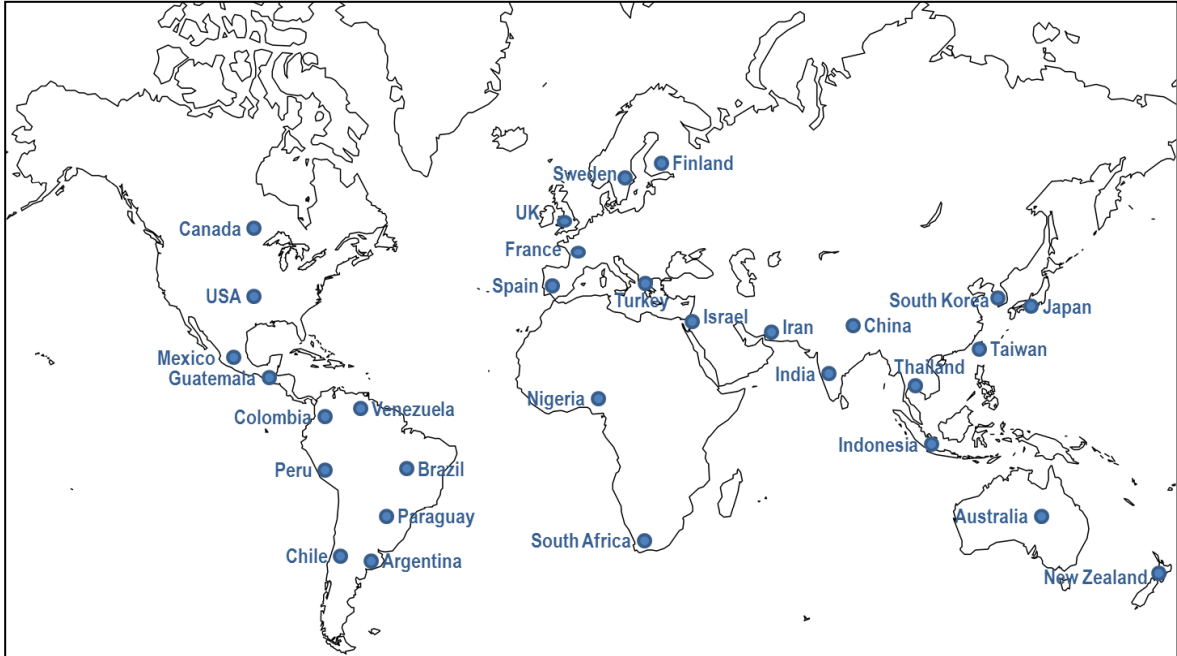 Finland
Sweden
UK
Canada
France
Spain
USA
Turkey
South Korea
Japan
Israel
Iran
China
Taiwan
Mexico
Guatemala
Thailand
India
Nigeria
Venezuela
Colombia
Indonesia
Peru
Brazil
Paraguay
Australia
South Africa
Chile
Argentina
New Zealand